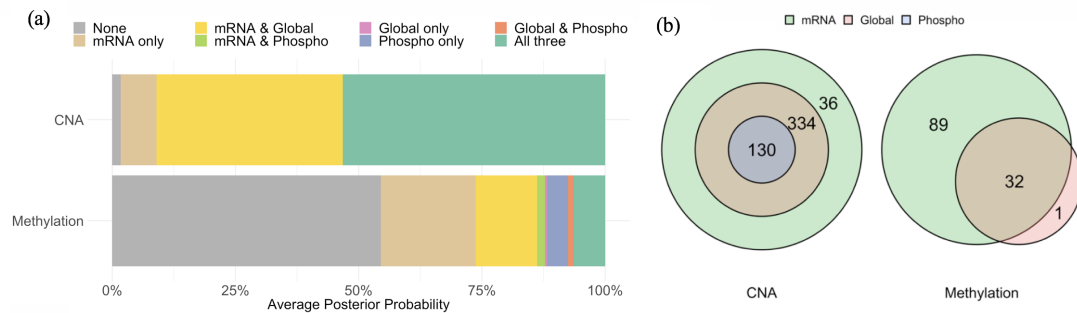 (a)
None
mRNA & Global
Global only
Global & Phospho
mRNA only
mRNA & Phospho
Phospho only
All three
CNA
Methylation
0%
25%
50%
75%
100%
Average Posterior Probability
(b)
mRNA
Global
Phospho
36
334
130
89
32
1
CNA
Methylation